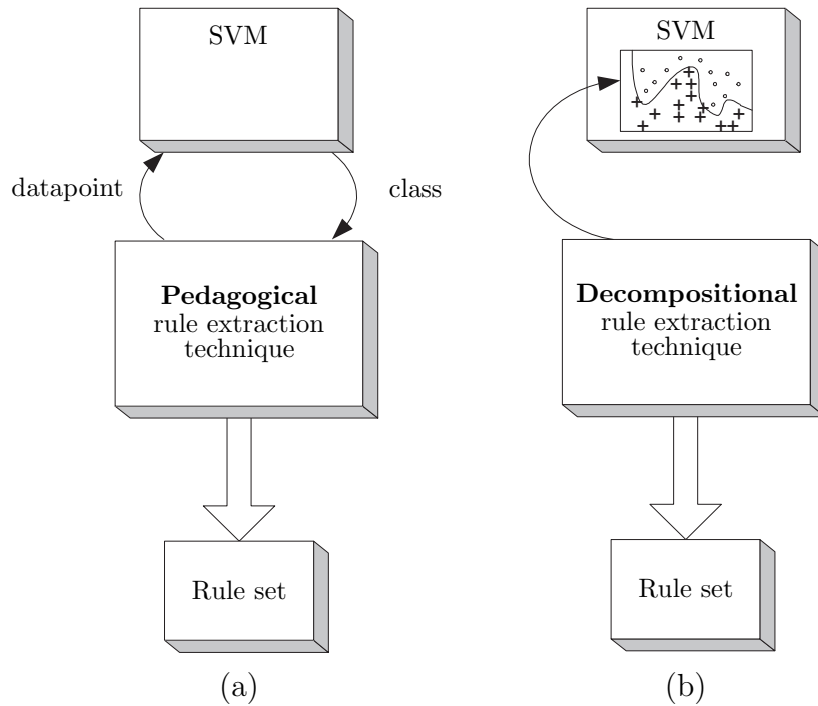 SVM
datapoint
class
Pedagogical
rule extraction
technique
Rule set
(a)
SVM
Decompositional
rule extraction
technique
Rule set
(b)